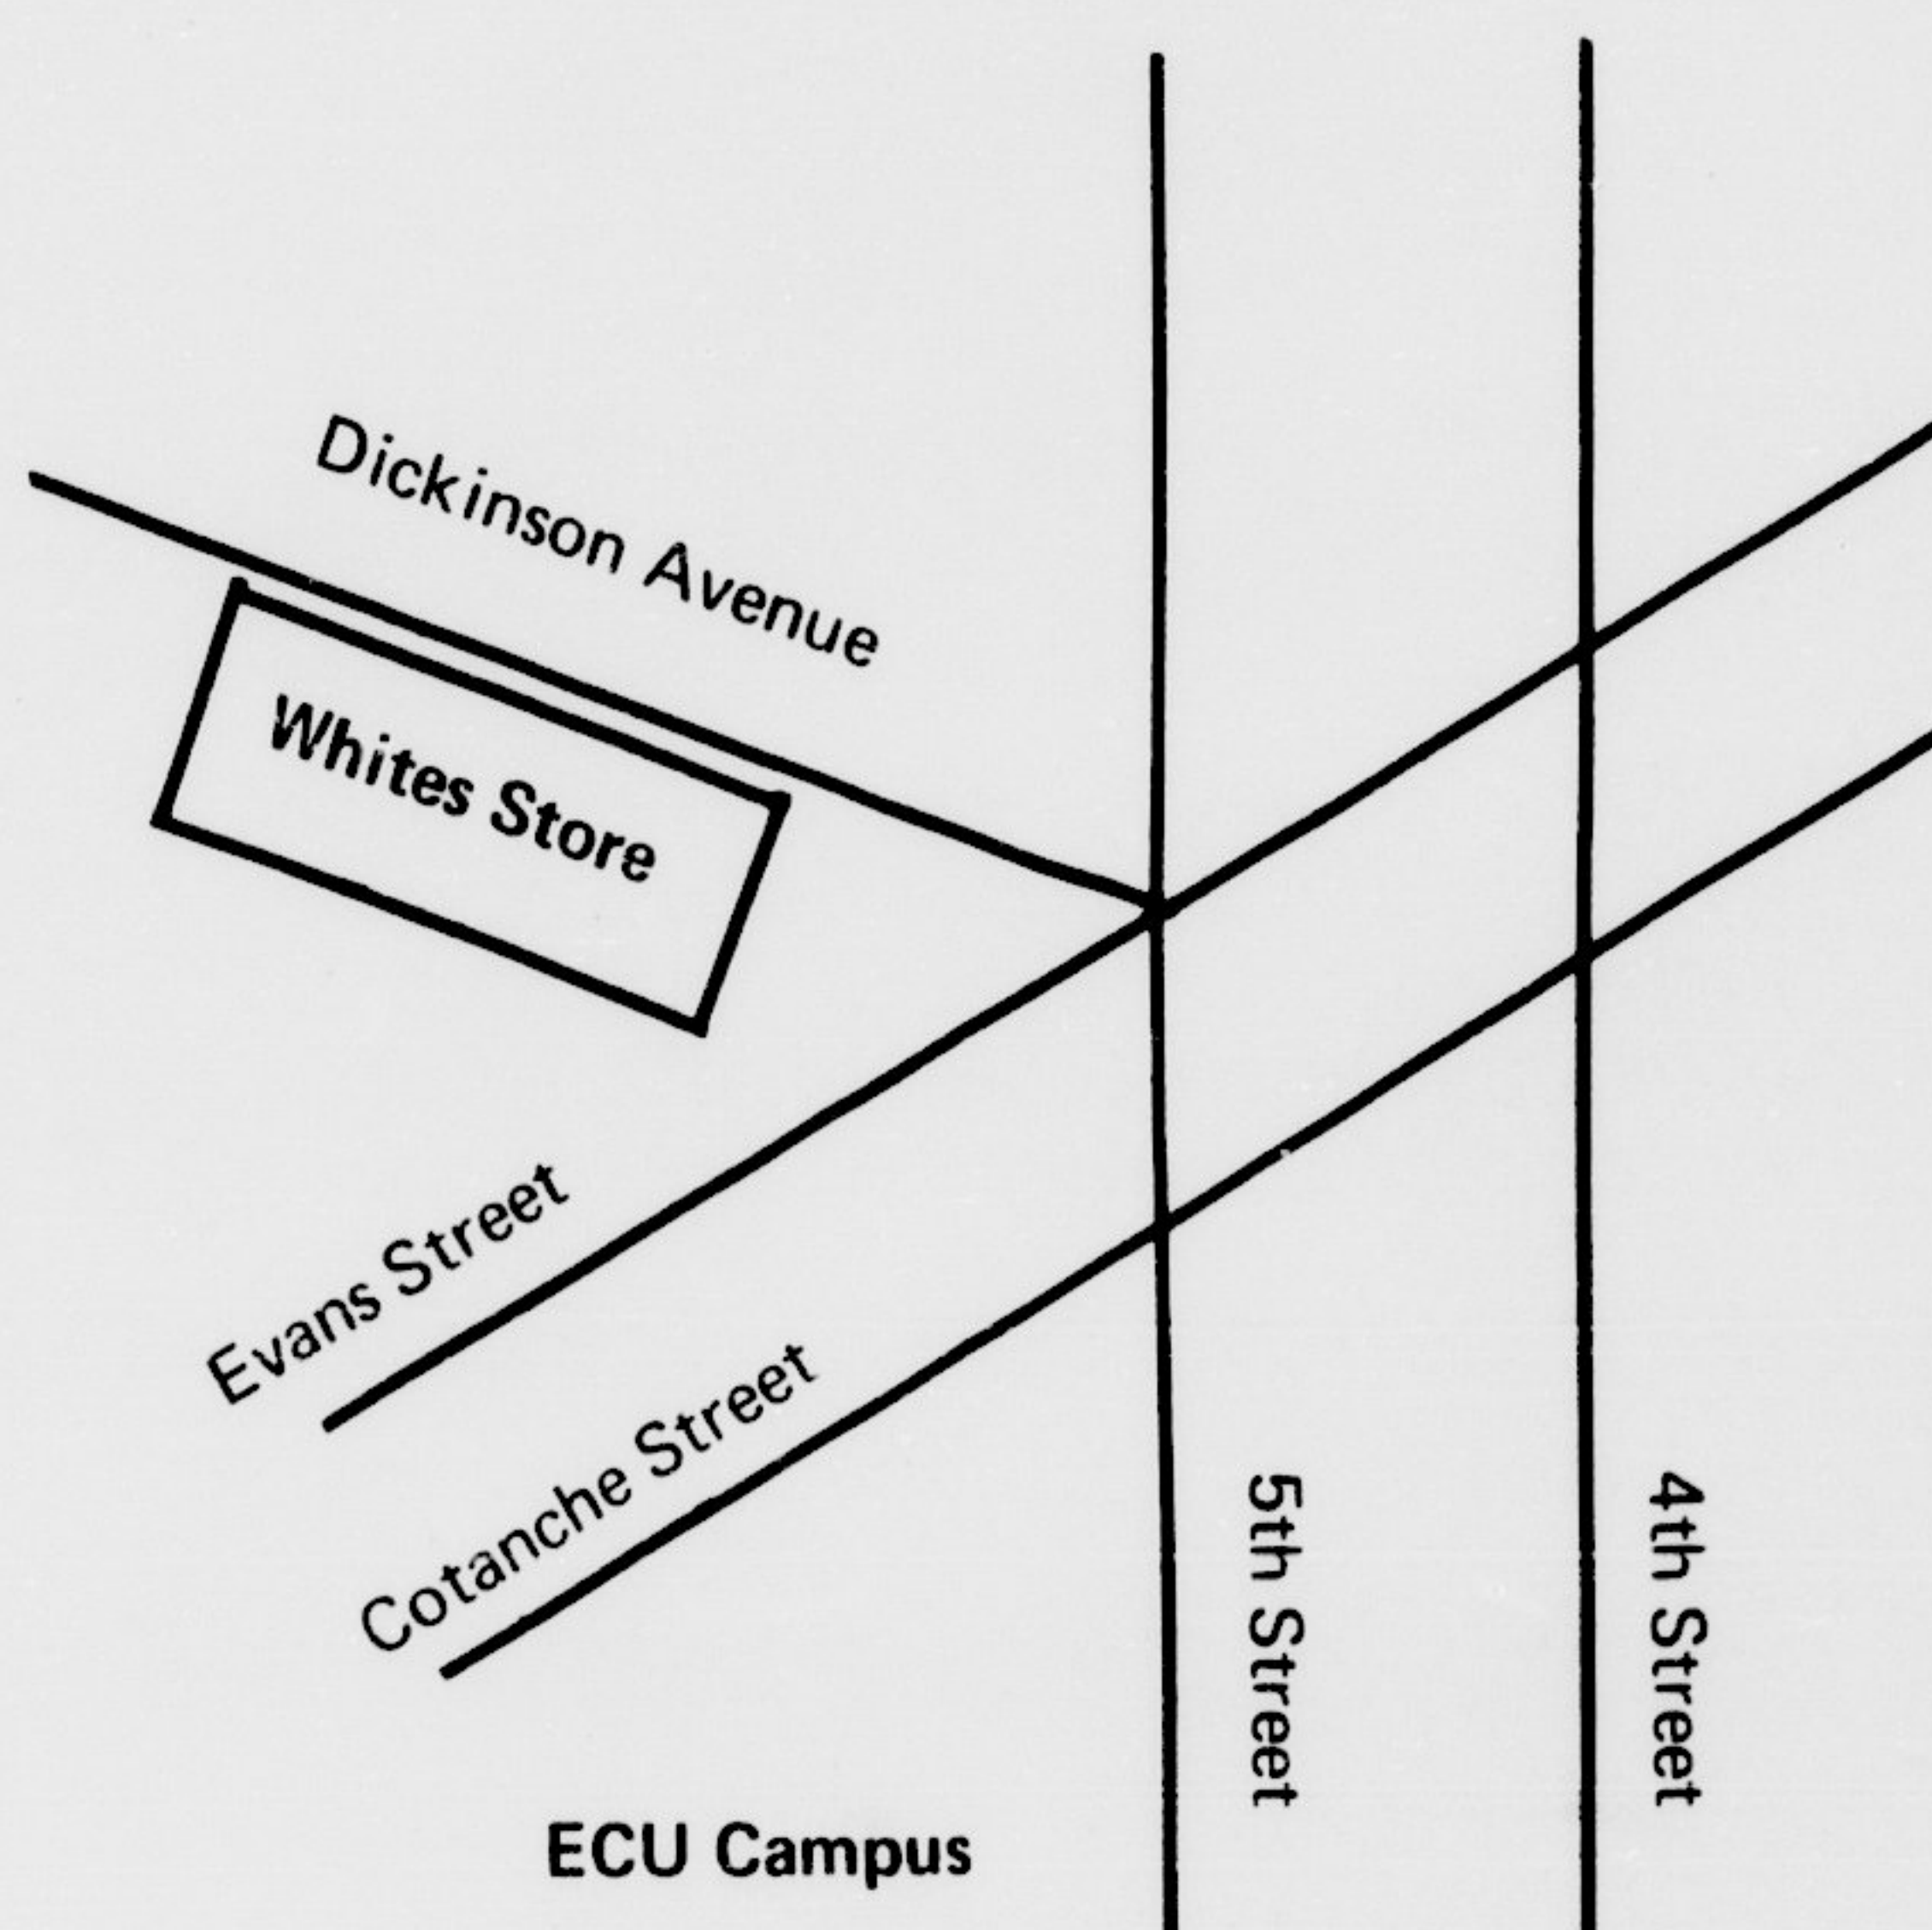 Dickinson Avenue
Whites Store
Evans Street
Cotanche Street
5th Street
4th Street
ECU Campus